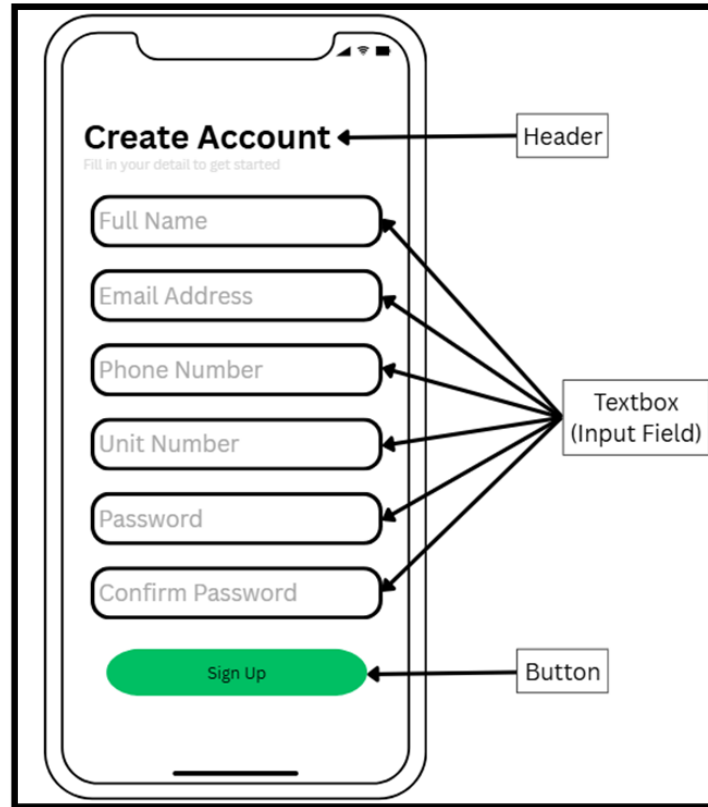 Create Account
Header
Fill in your detail to get started
Full Name
Email Address
Phone Number
Textbox
(Input Field)
Unit Number
Password
Confirm Password
Sign Up
Button